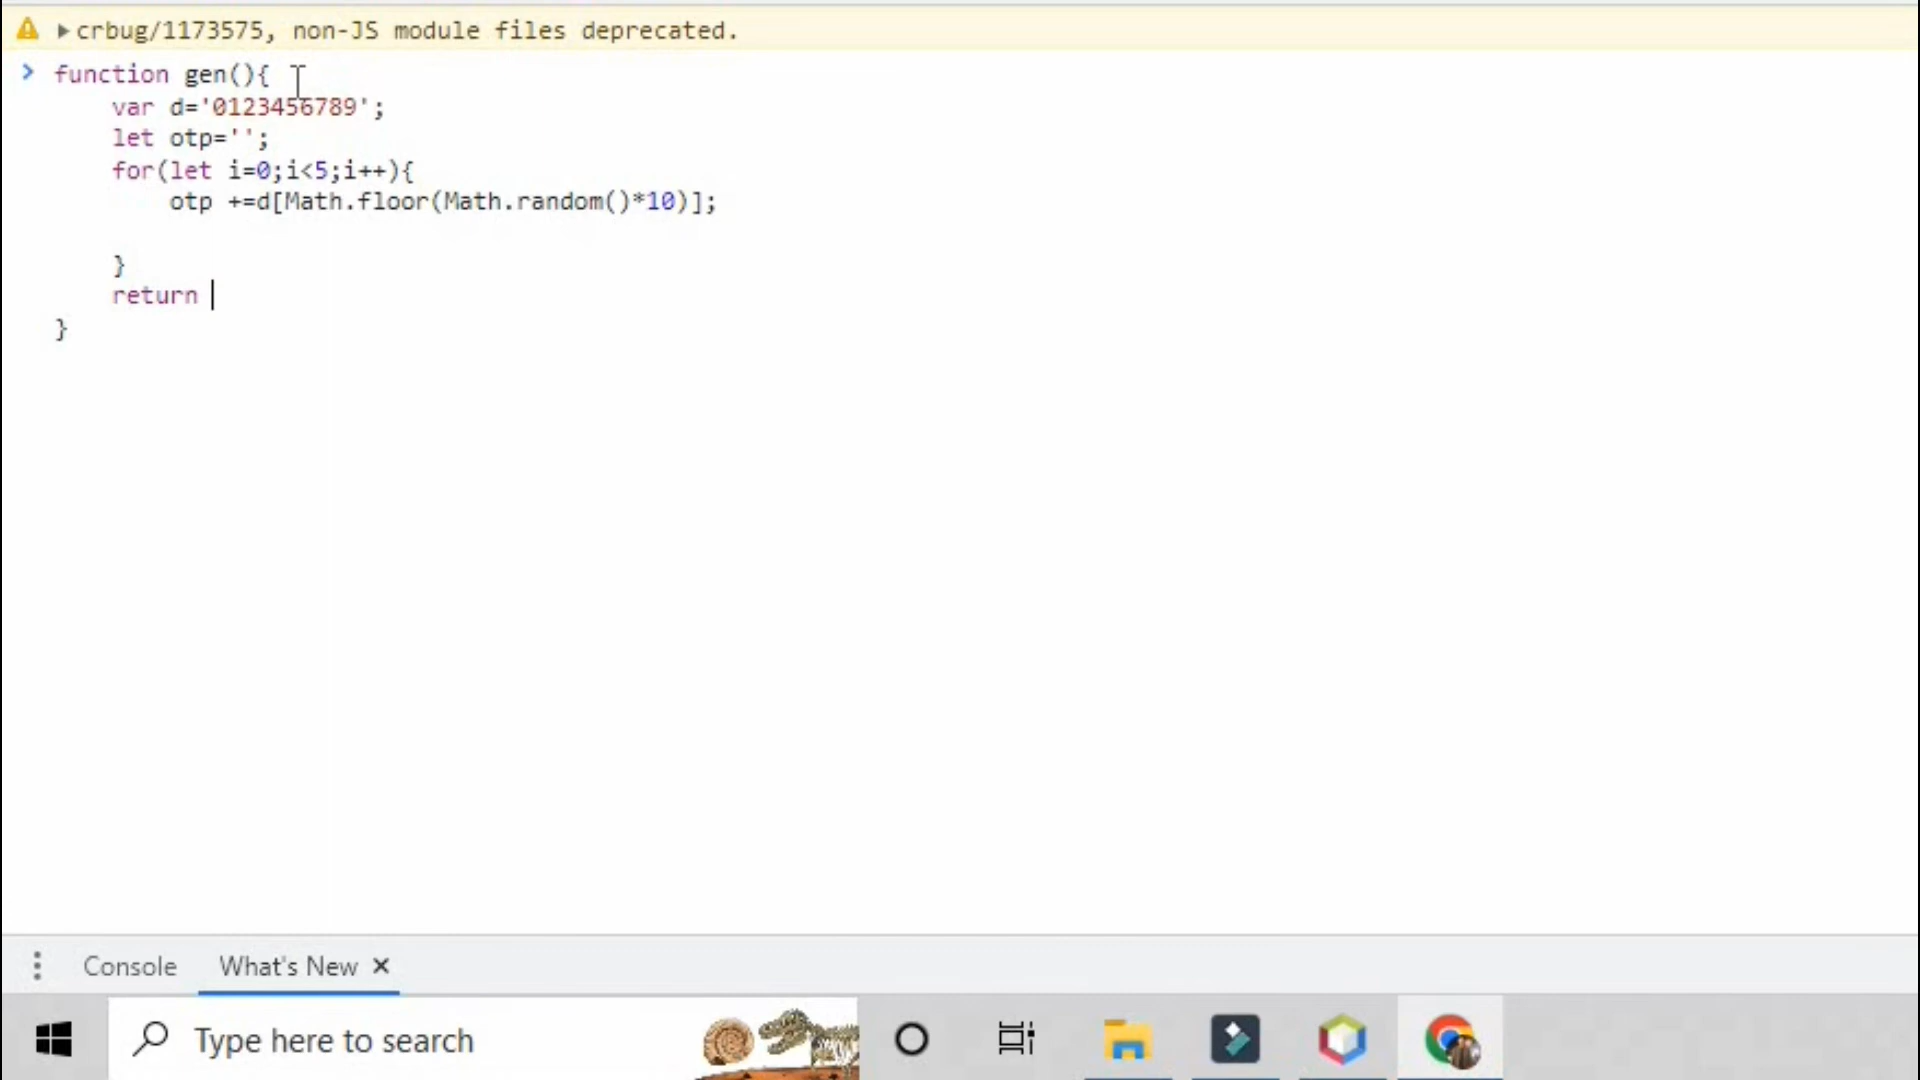 crbug/1173575, non-JS module files deprecated.
function gen(){
var d='0123456789';
let otp='';
for(let i=0;i<5;i++){
otp +=d[Math.floor(Math.random()*10)];
}
return
}
Console What's New
Type here to search